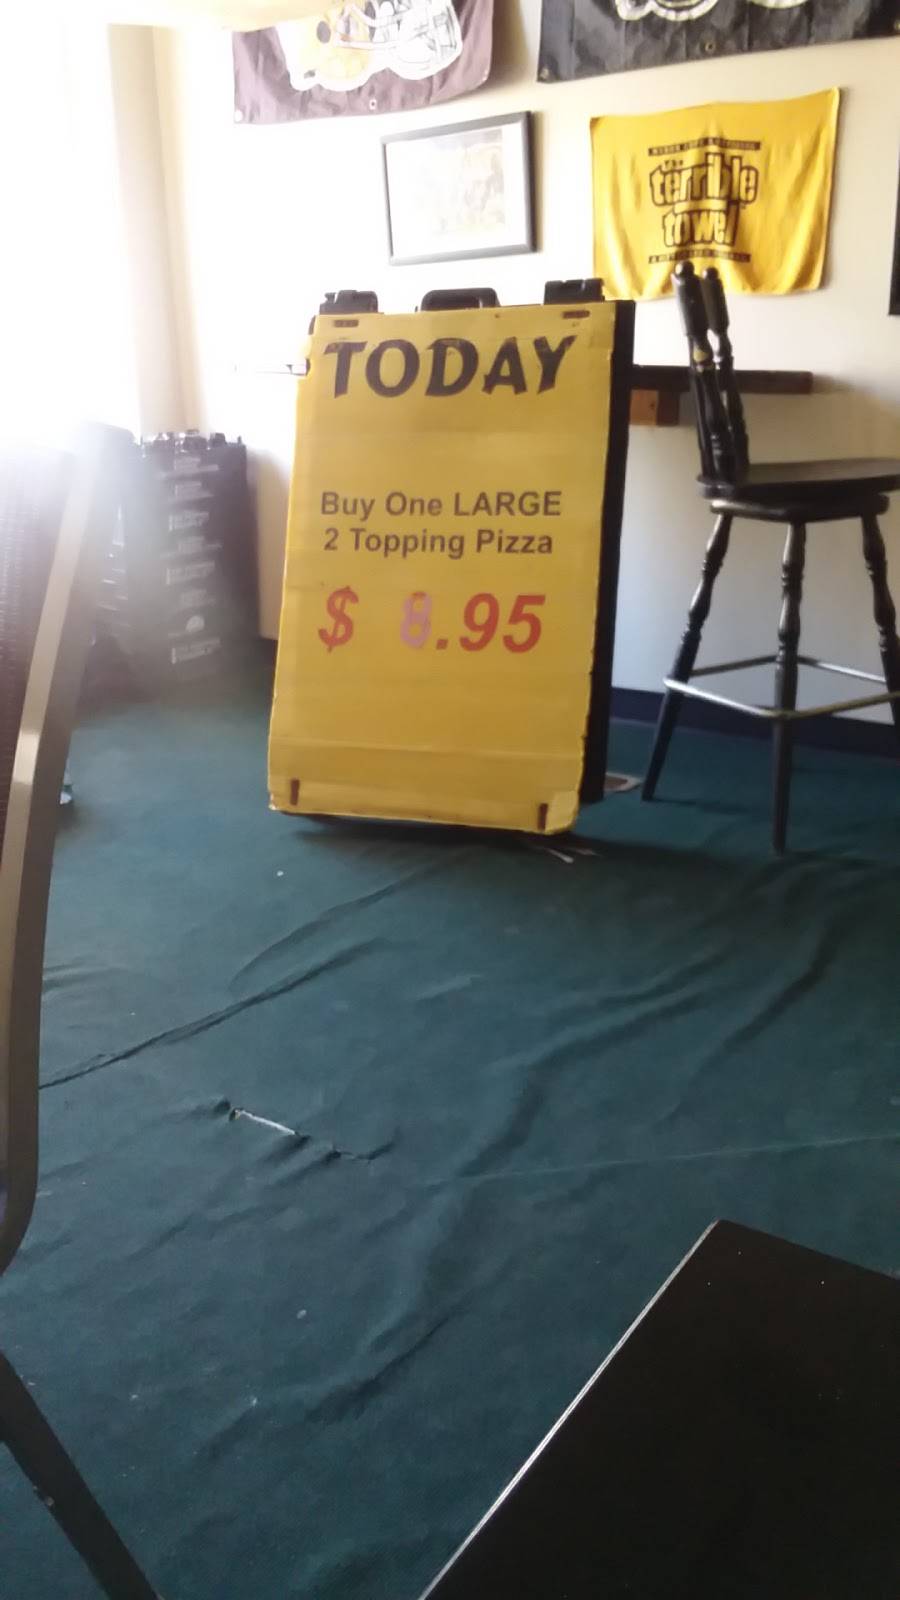 terrible
towel
TODAY
Buy One LARGE
2 Topping Pizza
$ 8.95